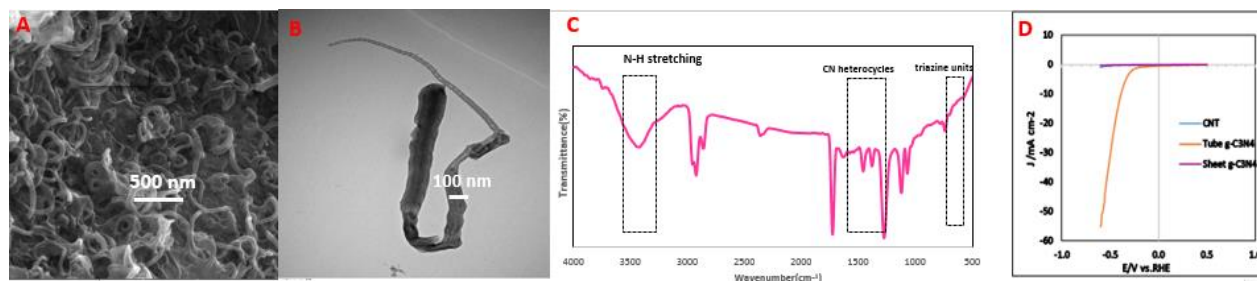 A
500 nm
B
100 nm
C
N-H stretching
CN heterocycles
triazine units
Transmittance(%)
4000
3500
3000
2500
2000
1500
1000
500
Wavenumber(cm⁻¹)
D
10
0
-10
-20
-30
-40
-50
-60
J /mA cm-2
CNT
Tube g-C3N4
Sheet g-C3N4
-1.0
-0.5
0.0
0.5
1.0
E/V vs.RHE